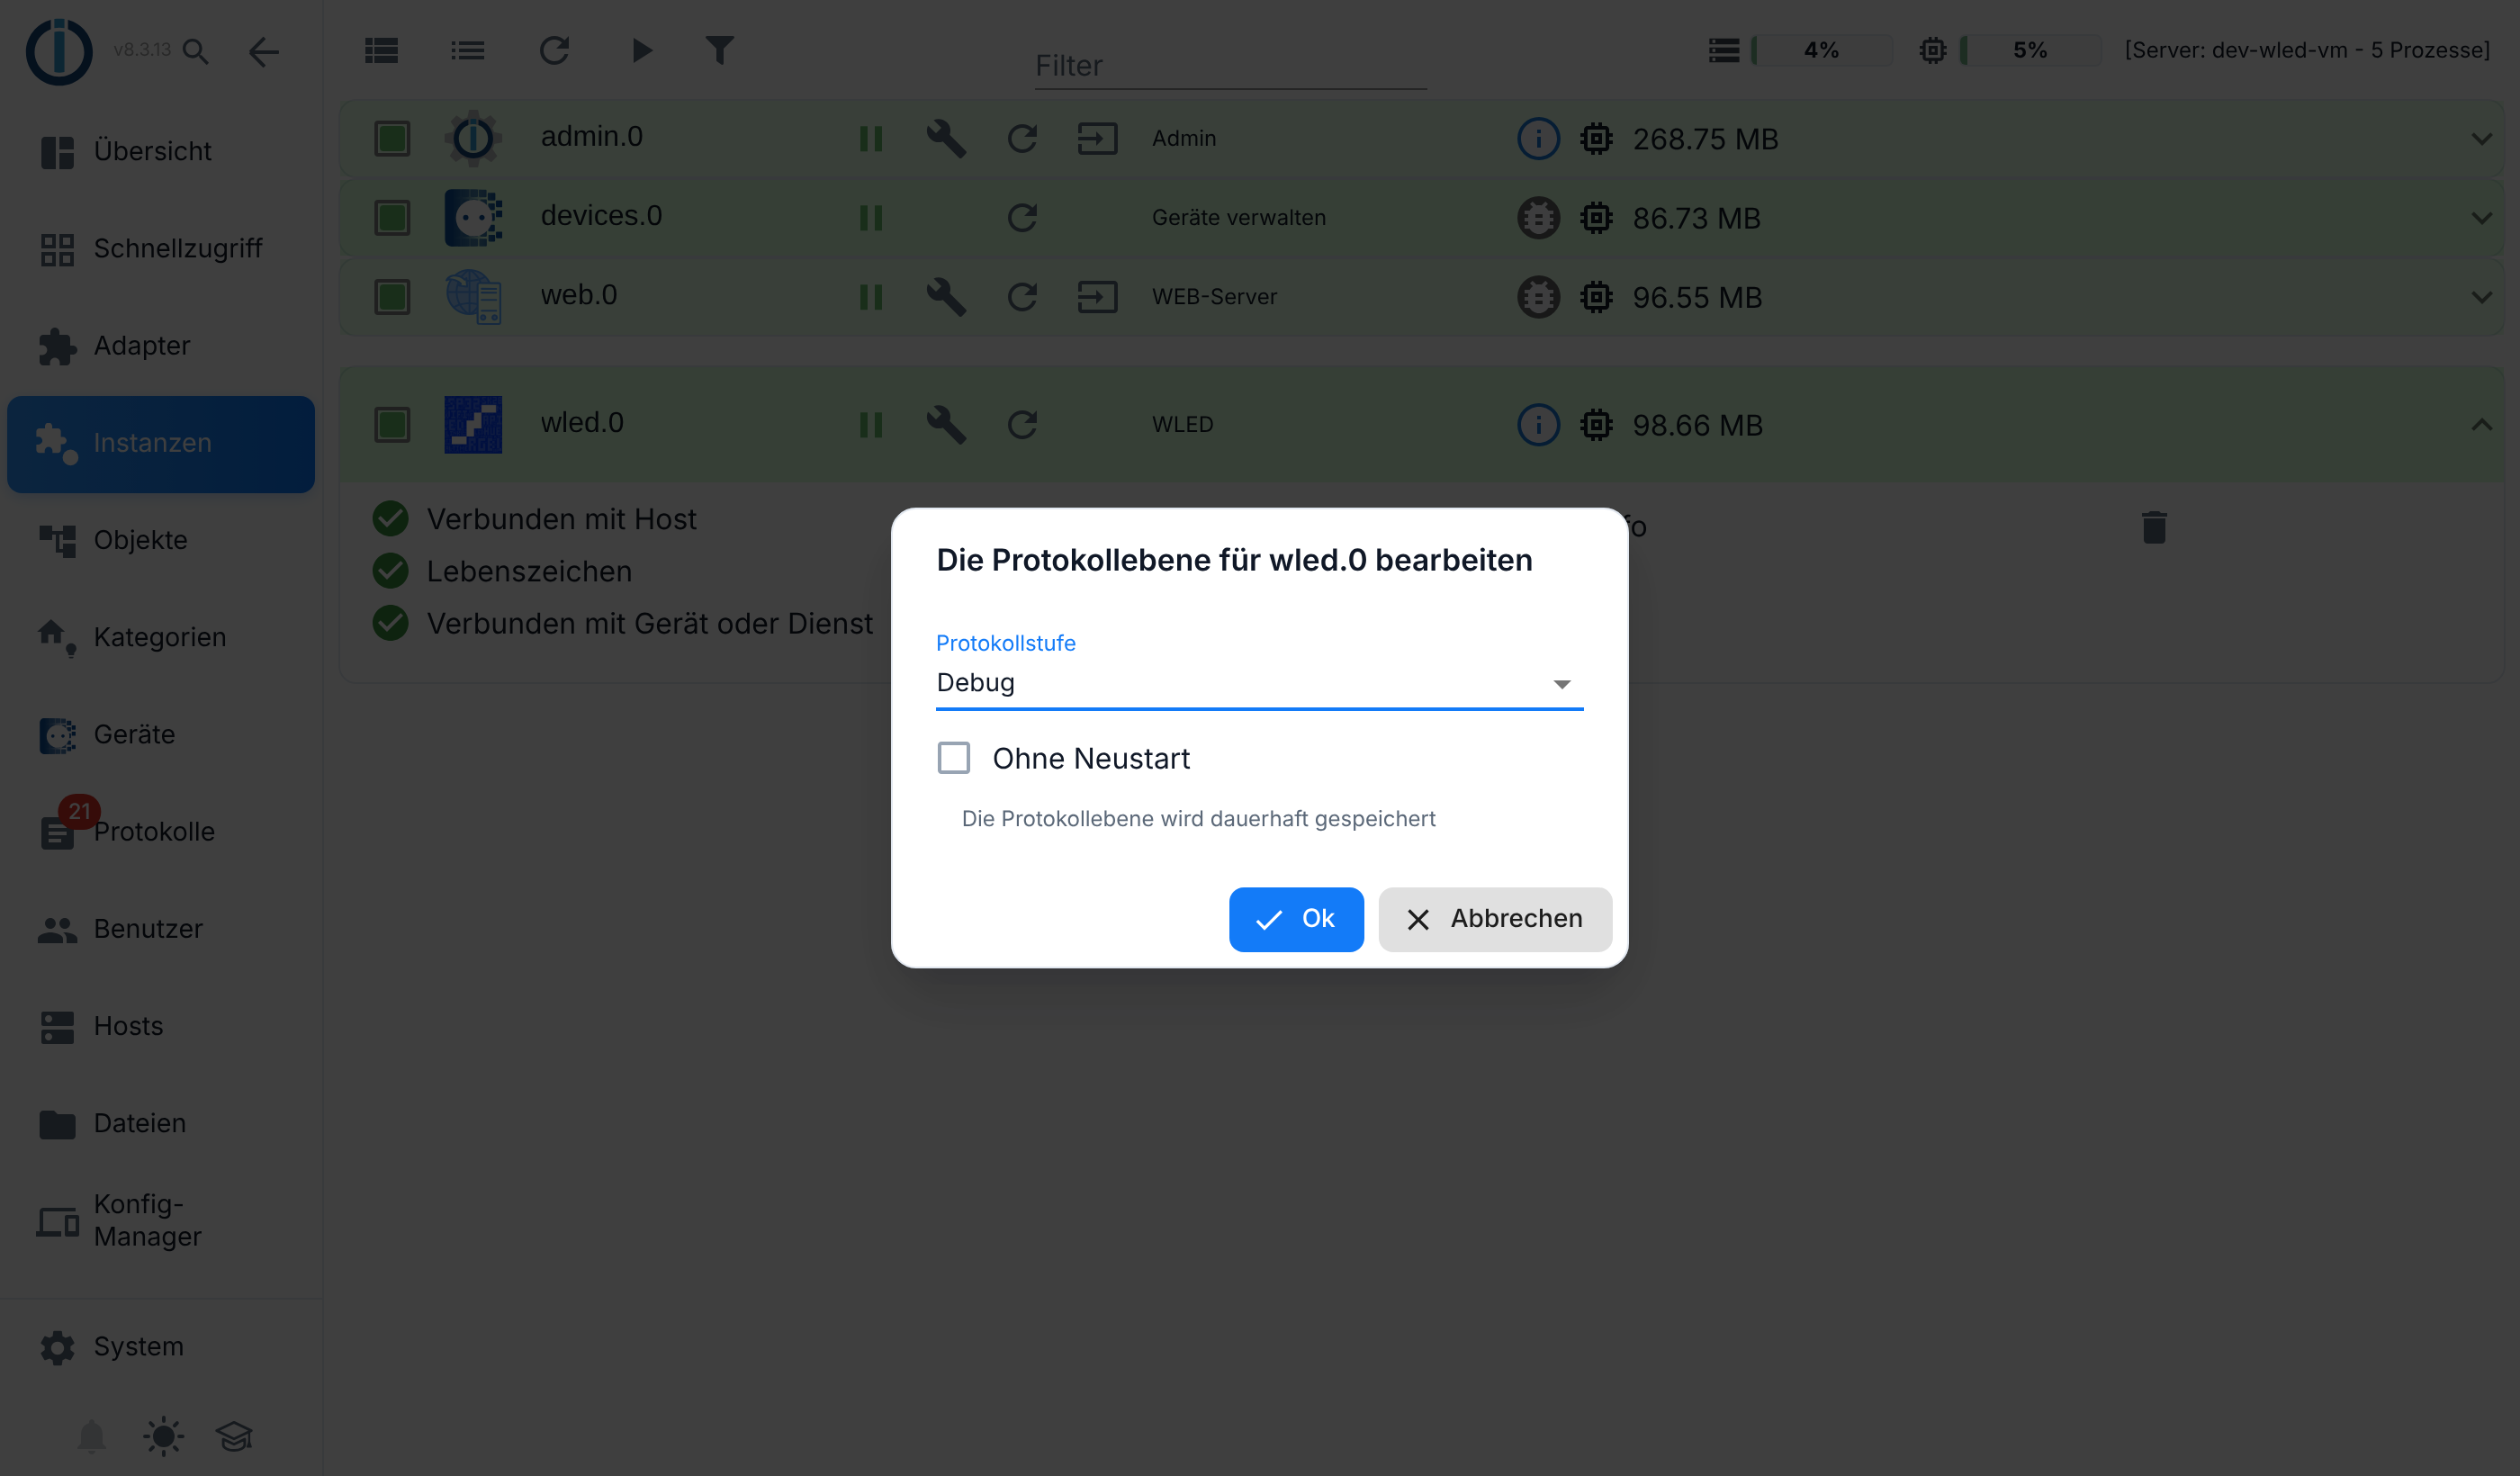 v8.3.13
Filter
4%
5%
[Server: dev-wled-vm - 5 Prozesse]
Übersicht
Schnellzugriff
Adapter
Instanzen
Objekte
Kategorien
Geräte
21
Protokolle
Benutzer
Hosts
Dateien
Konfig-
Manager
System
admin.0
Admin
268.75 MB
devices.0
Geräte verwalten
86.73 MB
web.0
WEB-Server
96.55 MB
wled.0
WLED
98.66 MB
Verbunden mit Host
Lebenszeichen
Verbunden mit Gerät oder Dienst
Die Protokollebene für wled.0 bearbeiten
Protokollstufe
Debug
Ohne Neustart
Die Protokollebene wird dauerhaft gespeichert
Ok
Abbrechen